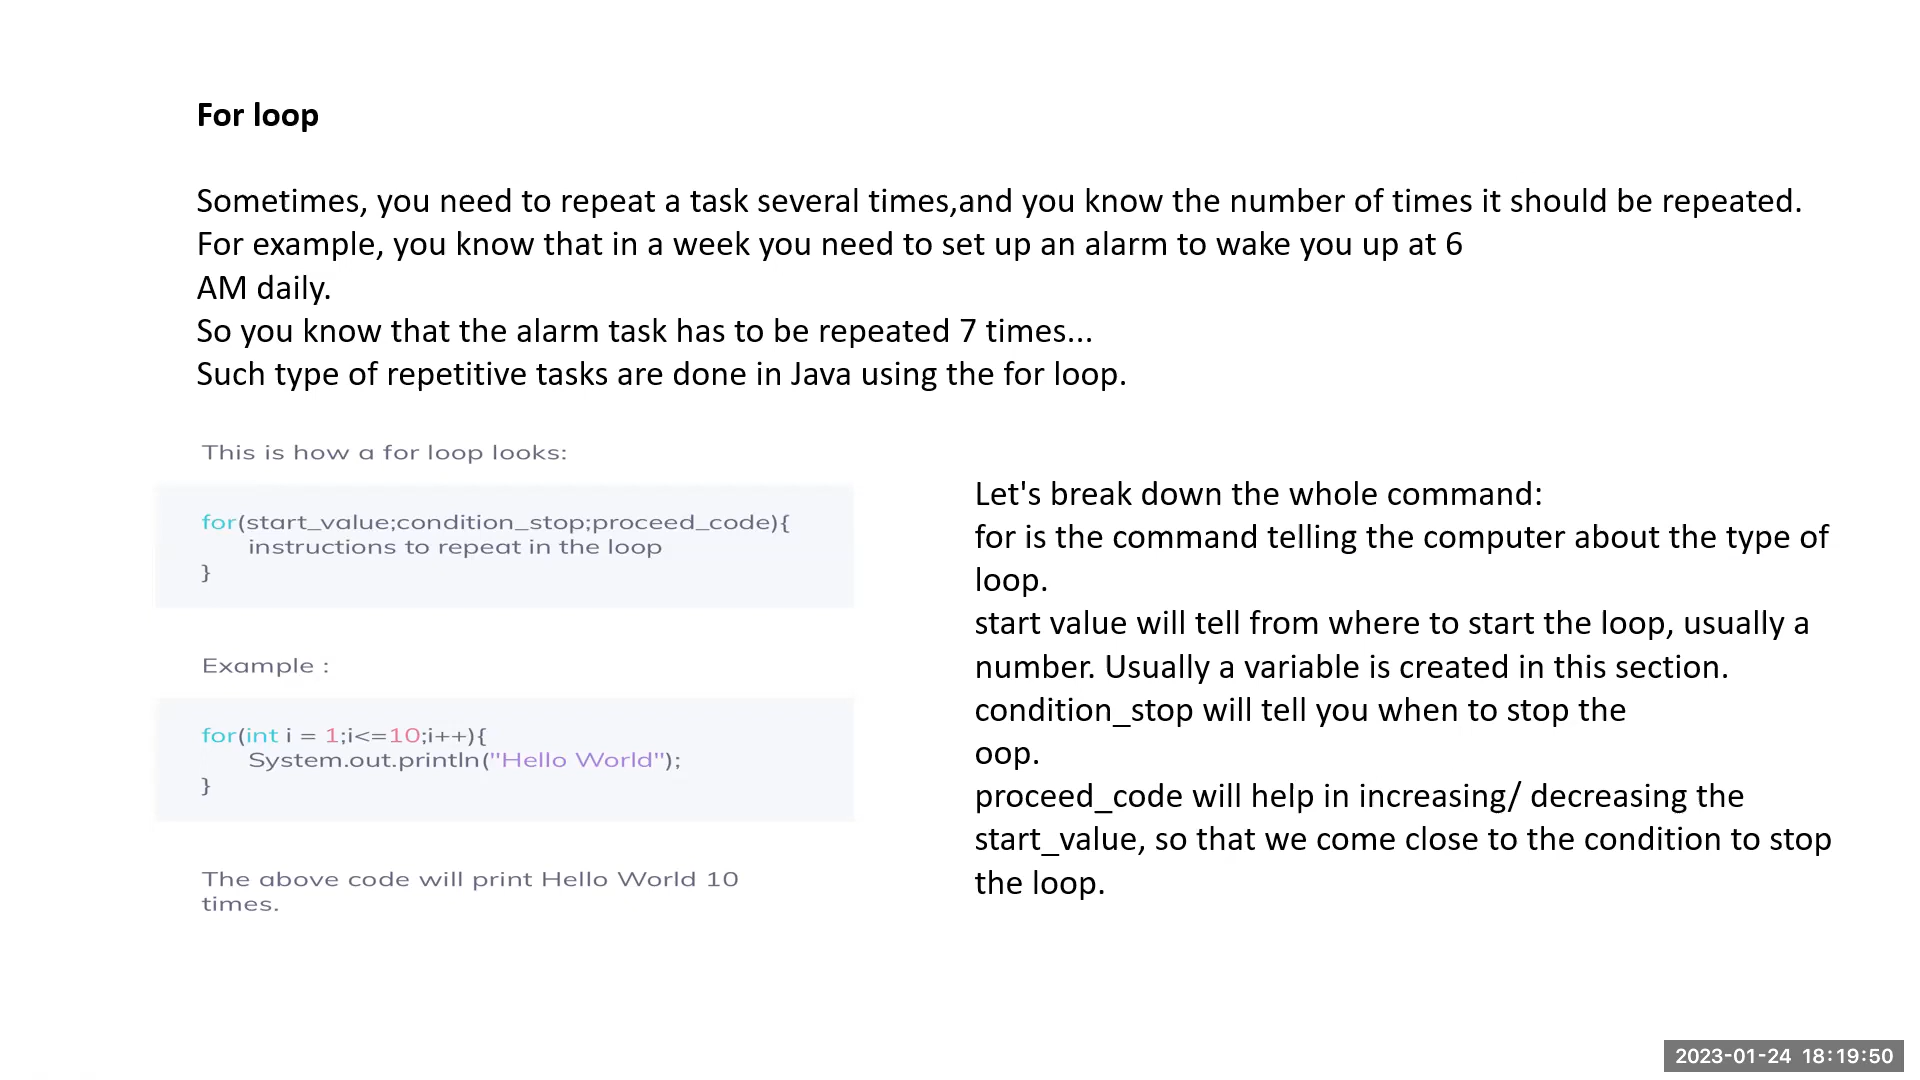 For loop
Sometimes, you need to repeat a task several times,and you know the number of times it should be repeated.
For example, you know that in a week you need to set up an alarm to wake you up at 6
AM daily.
So you know that the alarm task has to be repeated 7 times...
Such type of repetitive tasks are done in Java using the for loop.
This is how a for loop looks:
for(start_value;condition_stop;proceed_code){
instructions to repeat in the loop
}
Example :
for(int i = 1;i<=10;i++){
System.out.println("Hello World");
}
The above code will print Hello World 10
times.
Let's break down the whole command:
for is the command telling the computer about the type of
loop.
start value will tell from where to start the loop, usually a
number. Usually a variable is created in this section.
condition_stop will tell you when to stop the
oop.
proceed_code will help in increasing/ decreasing the
start_value, so that we come close to the condition to stop
the loop.
2023-01-24 18:19:50